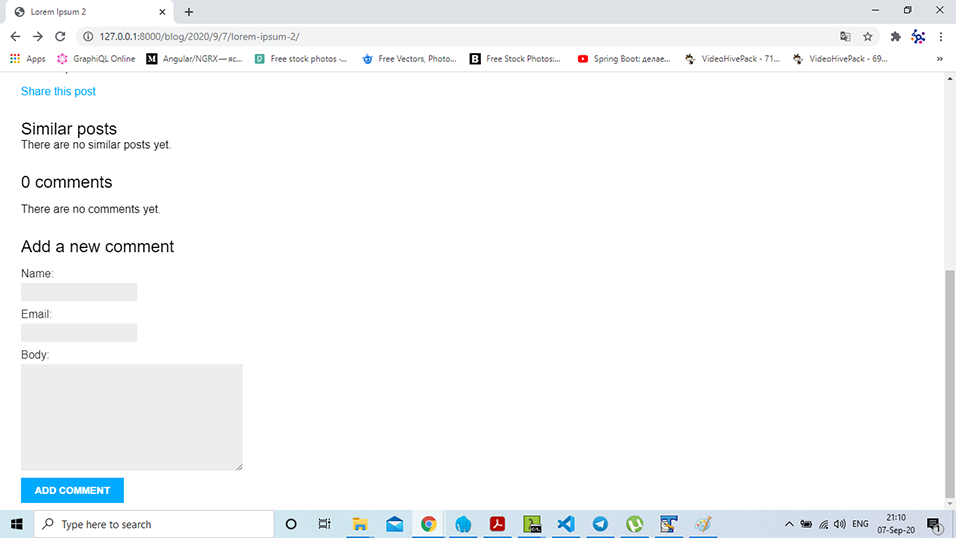 Lorem Ipsum 2
127.0.0.1:8000/blog/2020/9/7/lorem-ipsum-2/
Apps GraphiQL Online Angular/NGRX — яс... Free stock photos -... Free Vectors, Photo... Free Stock Photos:... Spring Boot: делае... VideoHivePack - 71... VideoHivePack - 69... »
Share this post
Similar posts
There are no similar posts yet.
0 comments
There are no comments yet.
Add a new comment
Name:
Email:
Body:
ADD COMMENT
Type here to search
ENG
21:10
07-Sep-20
1